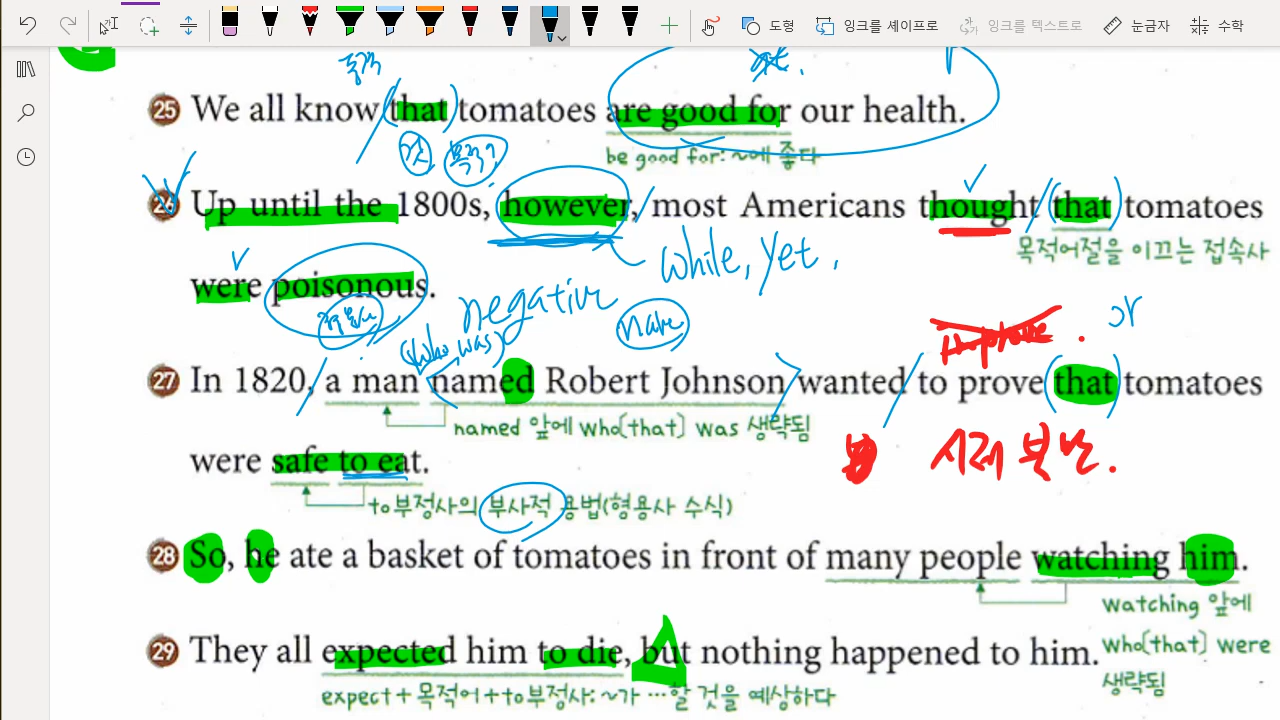 도형 잉크를 셰이프로 잉크를 텍스트로 눈금자 수학
25 We all know (that) tomatoes are good for our health.
것
be good for: ~에 좋다
26 Up until the 1800s, however, / most Americans thought / (that) tomatoes
while, yet,
목적어절을 이끄는 접속사
were poisonous.
negative
name
or
(who was)
27 In 1820, / a man named Robert Johnson wanted / to prove (that) tomatoes
named 앞에 who(that) was 생략됨
시제 부난.
were safe to eat.
to부정사의 부사적 용법(형용사 수식)
28 So, he ate a basket of tomatoes in front of many people watching him.
watching 앞에
29 They all expected him to die, but nothing happened to him.
who(that) were
생략됨
expect+목적어+to부정사: ~가 …할 것을 예상하다